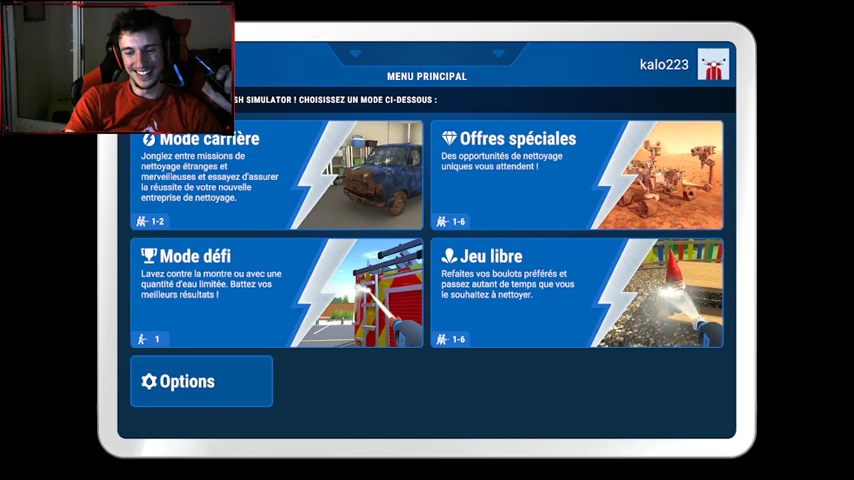 kalo223
MENU PRINCIPAL
SH SIMULATOR ! CHOISISSEZ UN MODE CI-DESSOUS :
Mode carrière
Jonglez entre missions de
nettoyage étranges et
merveilleuses et essayez d'assurer
la réussite de votre nouvelle
entreprise de nettoyage.
1-2
Offres spéciales
Des opportunités de nettoyage
uniques vous attendent !
1-6
Mode défi
Lavez contre la montre ou avec une
quantité d'eau limitée. Battez vos
meilleurs résultats !
1
Jeu libre
Refaites vos boulots préférés et
passez autant de temps que vous
le souhaitez à nettoyer.
1-6
Options